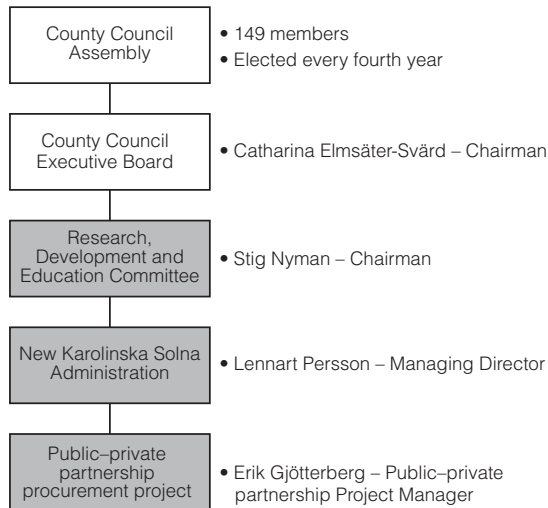 County Council
Assembly
• 149 members
• Elected every fourth year
County Council
Executive Board
• Catharina Elmsäter-Svärd – Chairman
Research,
Development and
Education Committee
• Stig Nyman – Chairman
New Karolinska Solna
Administration
• Lennart Persson – Managing Director
Public–private
partnership
procurement project
• Erik Gjötterberg – Public–private
partnership Project Manager